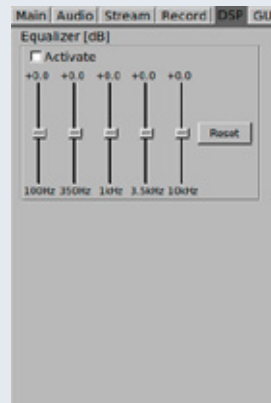 Main Audio Stream Record DSP GUI
Equalizer [dB]
Activate
+0.0 +0.0 +0.0 +0.0 +0.0
Reset
100Hz 350Hz 1kHz 3.5kHz 10kHz